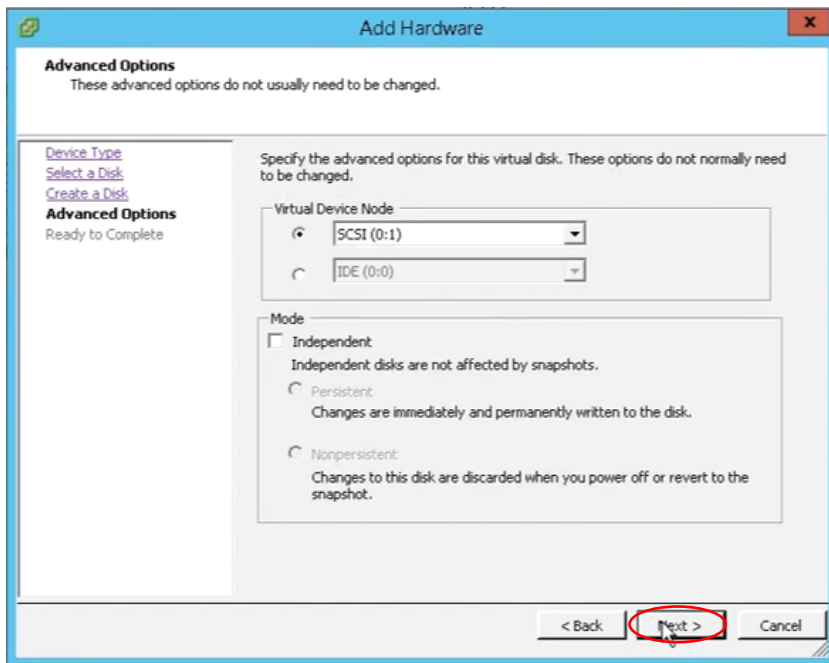 Add Hardware
x
Advanced Options
These advanced options do not usually need to be changed.
Device Type
Select a Disk
Create a Disk
Advanced Options
Ready to Complete
Specify the advanced options for this virtual disk. These options do not normally need
to be changed.
Virtual Device Node
SCSI (0:1)
IDE (0:0)
Mode
Independent
Independent disks are not affected by snapshots.
Persistent
Changes are immediately and permanently written to the disk.
Nonpersistent
Changes to this disk are discarded when you power off or revert to the
snapshot.
< Back
Next >
Cancel